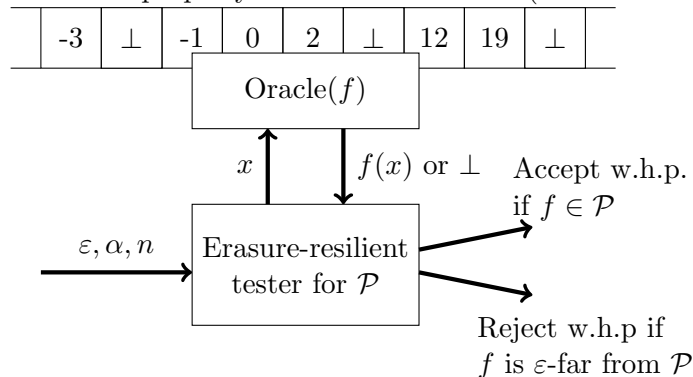 -3 ⊥ -1 0 2 ⊥ 12 19 ⊥
Oracle(f)
x
f(x) or ⊥
Accept w.h.p.
if f ∈ 𝒫
ε, α, n
Erasure-resilient
tester for 𝒫
Reject w.h.p if
f is ε-far from 𝒫